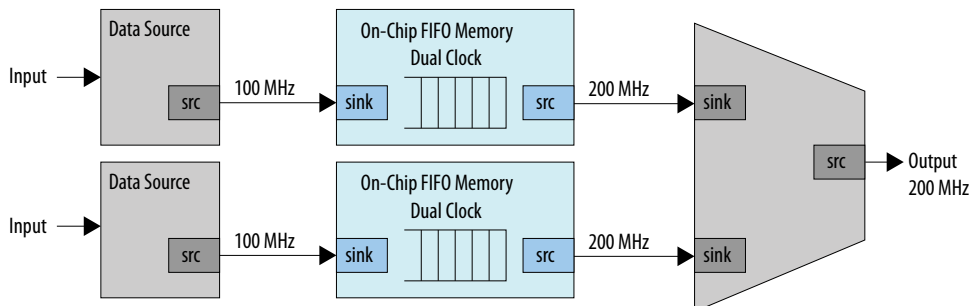 Data Source
Input
src
100 MHz
On-Chip FIFO Memory
Dual Clock
sink
src
200 MHz
sink
Data Source
Input
src
100 MHz
On-Chip FIFO Memory
Dual Clock
sink
src
200 MHz
sink
src
Output
200 MHz